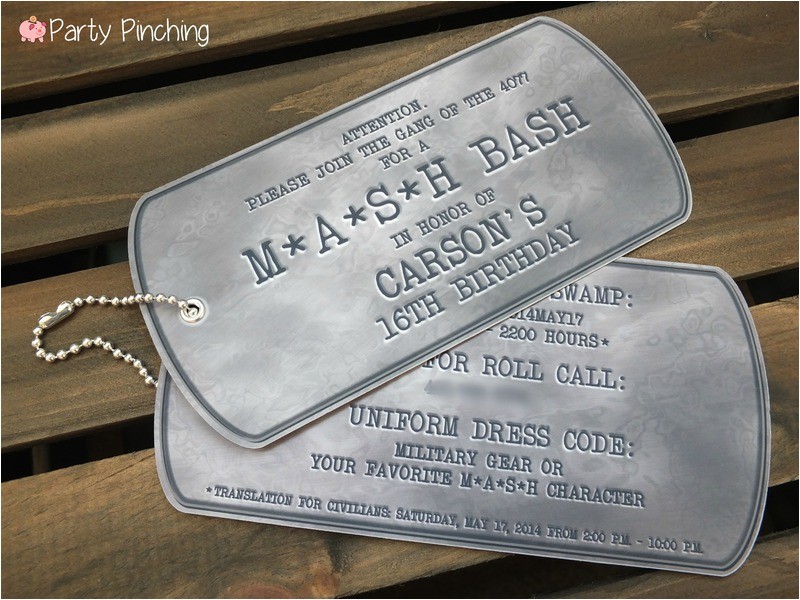 Party Pinching
ATTENTION.
PLEASE JOIN THE GANG OF THE 4077
FOR A
M*A*S*H BASH
IN HONOR OF
CARSON'S
16TH BIRTHDAY
SWAMP:
14MAY17
2200 HOURS*
FOR ROLL CALL:
UNIFORM DRESS CODE:
MILITARY GEAR OR
YOUR FAVORITE M*A*S*H CHARACTER
*TRANSLATION FOR CIVILIANS: SATURDAY, MAY 17, 2014 FROM 2:00 P.M. - 10:00 P.M.